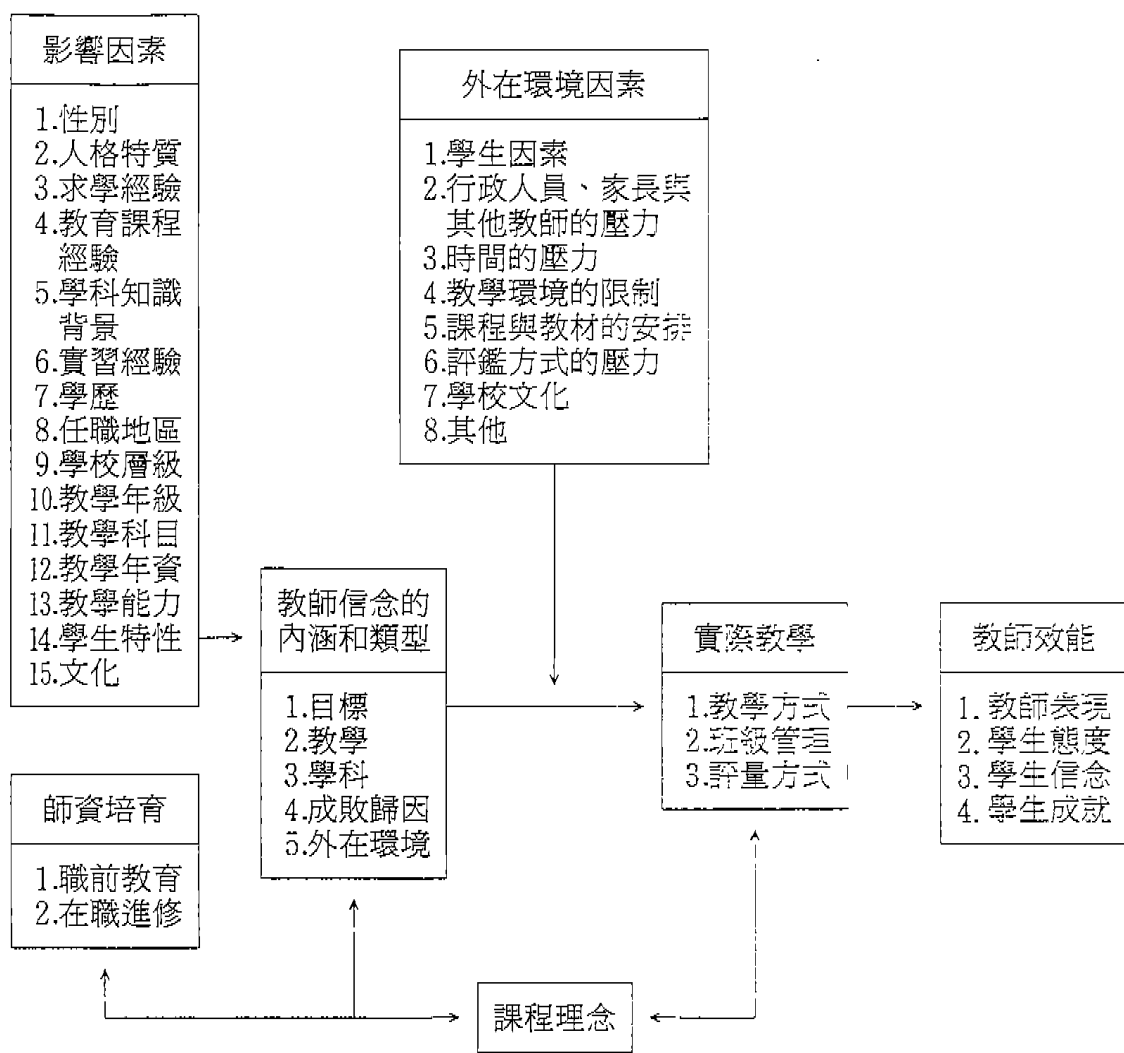 影響因素
1.性別
2.人格特質
3.求學經驗
4.教育課程
經驗
5.學科知識
背景
6.實習經驗
7.學歷
8.任職地區
9.學校層級
10.教學年級
11.教學科目
12.教學年資
13.教學能力
14.學生特性
15.文化
外在環境因素
1.學生因素
2.行政人員、家長與
其他教師的壓力
3.時間的壓力
4.教學環境的限制
5.課程與教材的安排
6.評鑑方式的壓力
7.學校文化
8.其他
師資培育
1.職前教育
2.在職進修
教師信念的
內涵和類型
1.目標
2.教學
3.學科
4.成敗歸因
5.外在環境
實際教學
1.教學方式
2.班級管理
3.評量方式
教師效能
1.教師表現
2.學生態度
3.學生信念
4.學生成就
課程理念